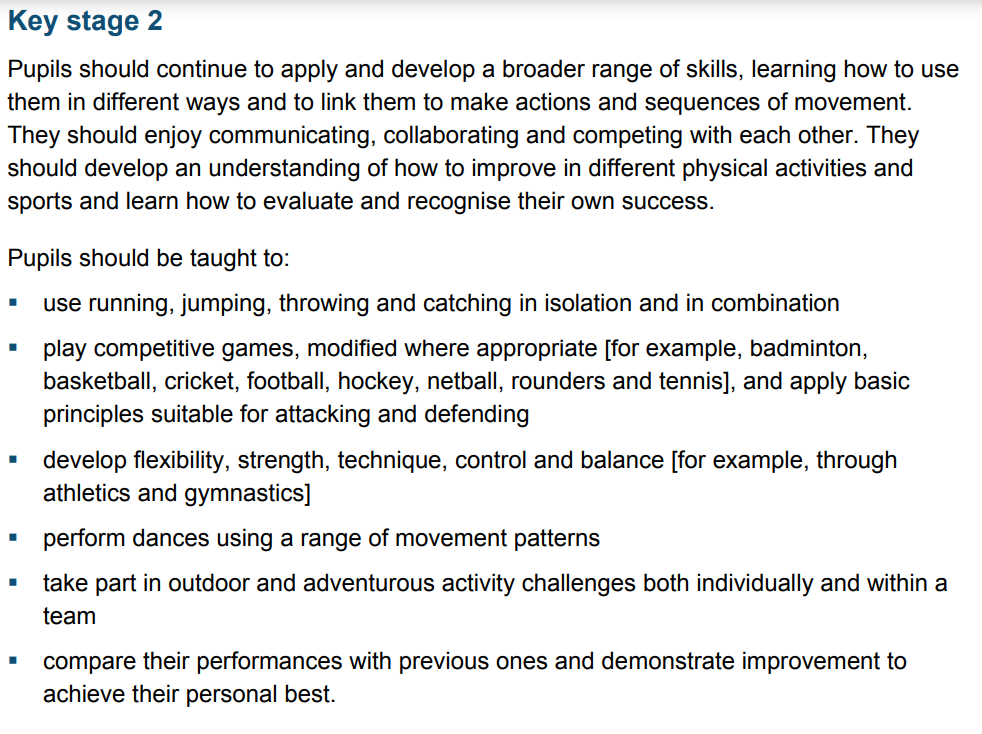 Key stage 2
Pupils should continue to apply and develop a broader range of skills, learning how to use
them in different ways and to link them to make actions and sequences of movement.
They should enjoy communicating, collaborating and competing with each other. They
should develop an understanding of how to improve in different physical activities and
sports and learn how to evaluate and recognise their own success.
Pupils should be taught to:
▪ use running, jumping, throwing and catching in isolation and in combination
▪ play competitive games, modified where appropriate [for example, badminton,
basketball, cricket, football, hockey, netball, rounders and tennis], and apply basic
principles suitable for attacking and defending
▪ develop flexibility, strength, technique, control and balance [for example, through
athletics and gymnastics]
▪ perform dances using a range of movement patterns
▪ take part in outdoor and adventurous activity challenges both individually and within a
team
▪ compare their performances with previous ones and demonstrate improvement to
achieve their personal best.